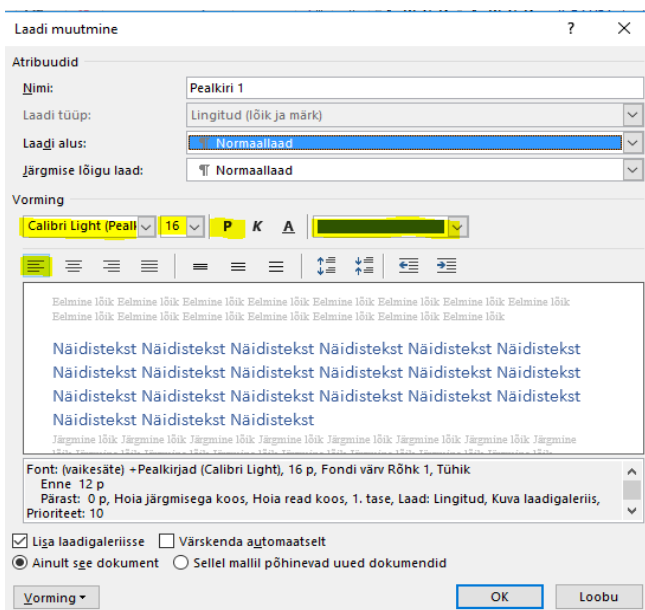 Laadi muutmine ? ×
Atribuudid
Nimi: Pealkiri 1
Laadi tüüp: Lingitud (lõik ja märk)
Laadi alus: ¶ Normaallaad
Järgmise lõigu laad: ¶ Normaallaad
Vorming
Calibri Light (Pealk 16 P K A
Eelmine lõik Eelmine lõik Eelmine lõik Eelmine lõik Eelmine lõik Eelmine lõik Eelmine lõik Eelmine lõik
Eelmine lõik Eelmine lõik Eelmine lõik Eelmine lõik Eelmine lõik Eelmine lõik Eelmine lõik
Näidistekst Näidistekst Näidistekst Näidistekst Näidistekst Näidistekst
Näidistekst Näidistekst Näidistekst Näidistekst Näidistekst Näidistekst
Näidistekst Näidistekst Näidistekst Näidistekst Näidistekst Näidistekst
Näidistekst Näidistekst Näidistekst
Järgmine lõik Järgmine lõik Järgmine lõik Järgmine lõik Järgmine lõik Järgmine lõik Järgmine lõik Järgmine
Font: (vaikesäte) +Pealkirjad (Calibri Light), 16 p, Fondi värv Rõhk 1, Tühik
Enne 12 p
Pärast: 0 p, Hoia järgmisega koos, Hoia read koos, 1. tase, Laad: Lingitud, Kuva laadigaleriis,
Prioriteet: 10
Lisa laadigaleriisse Värskenda automaatselt
Ainult see dokument Sellel mallil põhinevad uued dokumendid
Vorming OK Loobu